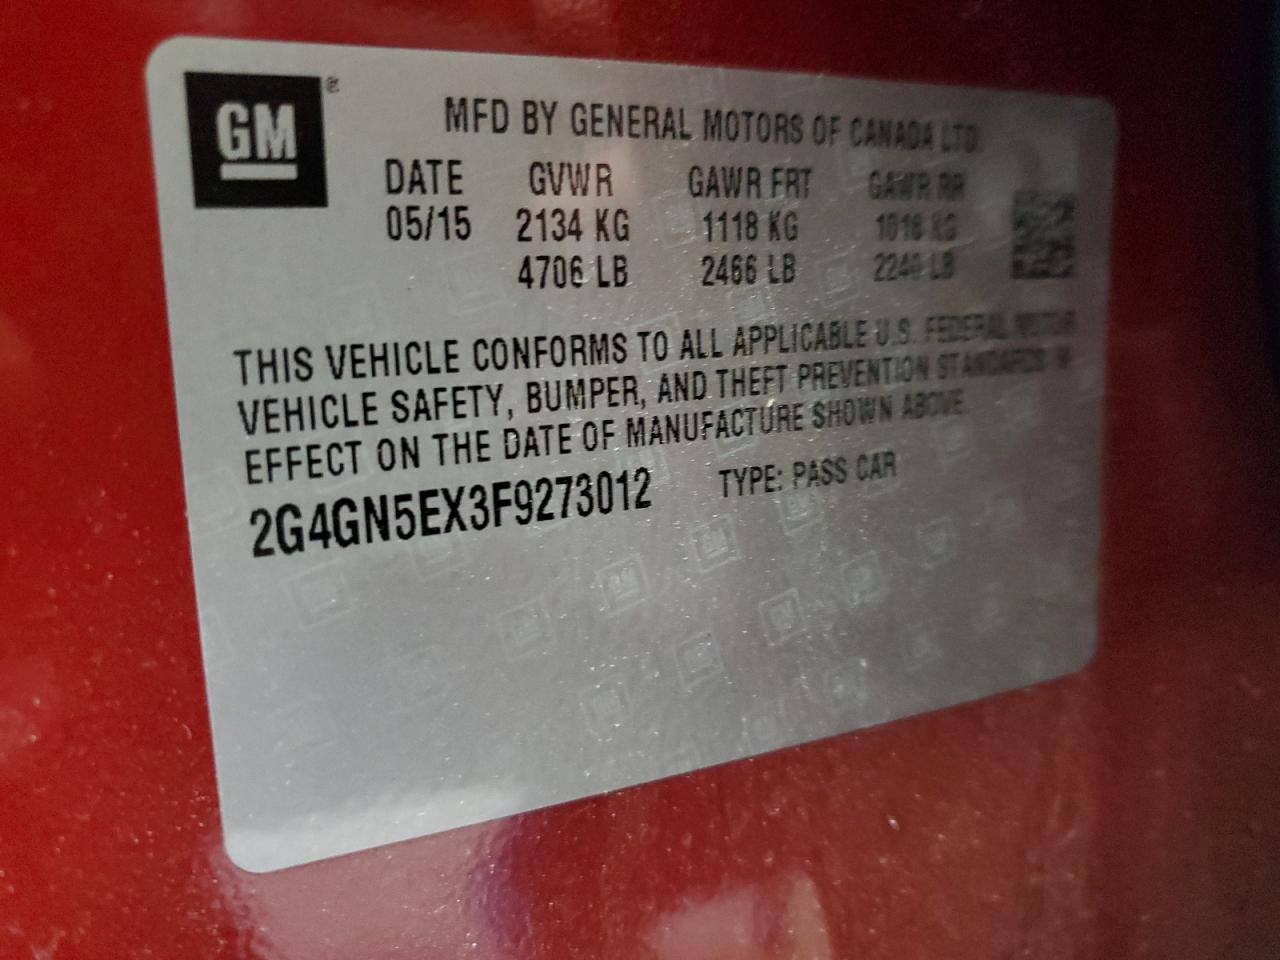 GM ®
MFD BY GENERAL MOTORS OF CANADA LTD.
DATE GVWR GAWR FRT GAWR RR
05/15 2134 KG 1118 KG 1016 KG
4706 LB 2466 LB 2240 LB
THIS VEHICLE CONFORMS TO ALL APPLICABLE U.S. FEDERAL MOTOR
VEHICLE SAFETY, BUMPER, AND THEFT PREVENTION STANDARDS IN
EFFECT ON THE DATE OF MANUFACTURE SHOWN ABOVE.
2G4GN5EX3F9273012 TYPE: PASS CAR